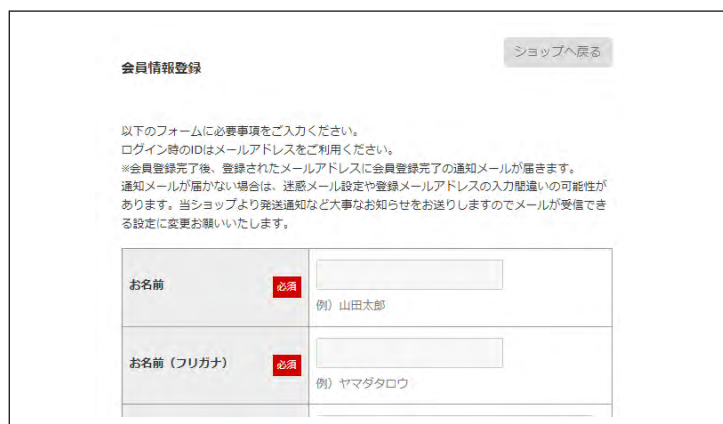 ショップへ戻る
会員情報登録
以下のフォームに必要事項をご入力ください。
ログイン時のIDはメールアドレスをご利用ください。
※会員登録完了後、登録されたメールアドレスに会員登録完了の通知メールが届きます。
通知メールが届かない場合は、迷惑メール設定や登録メールアドレスの入力間違いの可能性が
あります。当ショップより発送通知など大事なお知らせをお送りしますのでメールが受信でき
る設定に変更お願いいたします。
お名前 必須
例）山田太郎
お名前（フリガナ） 必須
例）ヤマダタロウ